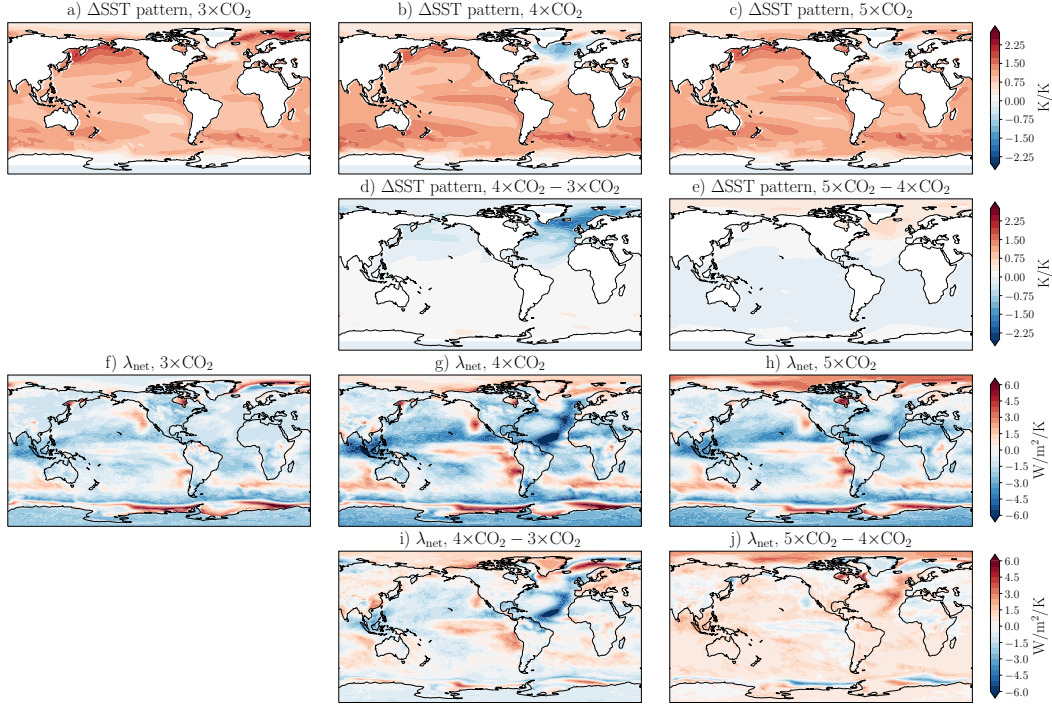 a) ΔSST pattern, 3×CO₂
b) ΔSST pattern, 4×CO₂
c) ΔSST pattern, 5×CO₂
2.25
1.50
0.75
0.00
−0.75
−1.50
−2.25
K/K
d) ΔSST pattern, 4×CO₂ − 3×CO₂
e) ΔSST pattern, 5×CO₂ − 4×CO₂
2.25
1.50
0.75
0.00
−0.75
−1.50
−2.25
K/K
f) λnet, 3×CO₂
g) λnet, 4×CO₂
h) λnet, 5×CO₂
6.0
4.5
3.0
1.5
0.0
−1.5
−3.0
−4.5
−6.0
W/m²/K
i) λnet, 4×CO₂ − 3×CO₂
j) λnet, 5×CO₂ − 4×CO₂
6.0
4.5
3.0
1.5
0.0
−1.5
−3.0
−4.5
−6.0
W/m²/K